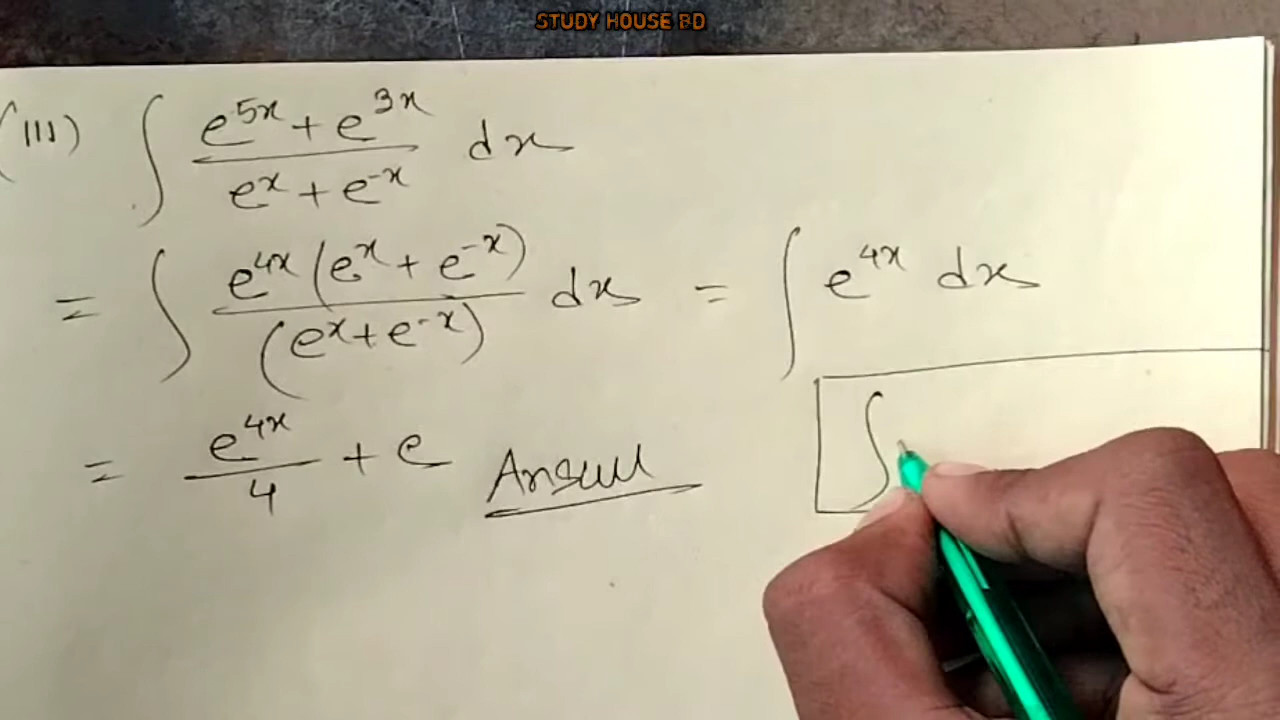 STUDY HOUSE BD
(III) ∫ (e^{5x} + e^{3x}) / (e^x + e^{-x}) dx
= ∫ e^{4x} (e^x + e^{-x}) / (e^x + e^{-x}) dx = ∫ e^{4x} dx
= e^{4x} / 4 + c Answer
∫